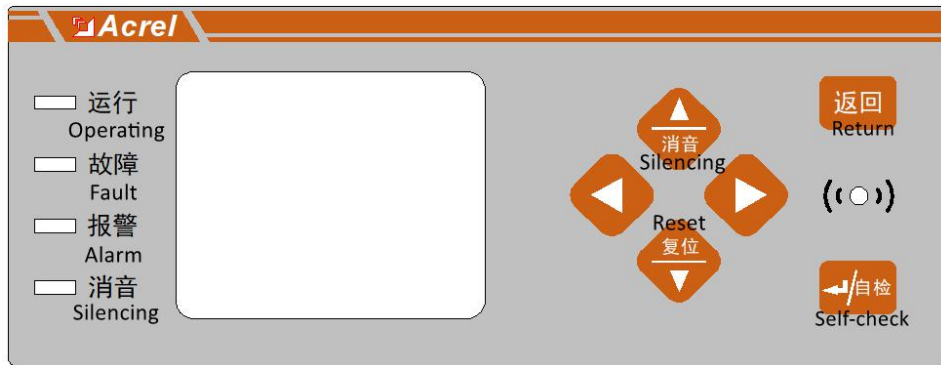 Acrel
运行
Operating
故障
Fault
报警
Alarm
消音
Silencing
消音
Silencing
Reset
复位
返回
Return
自检
Self-check